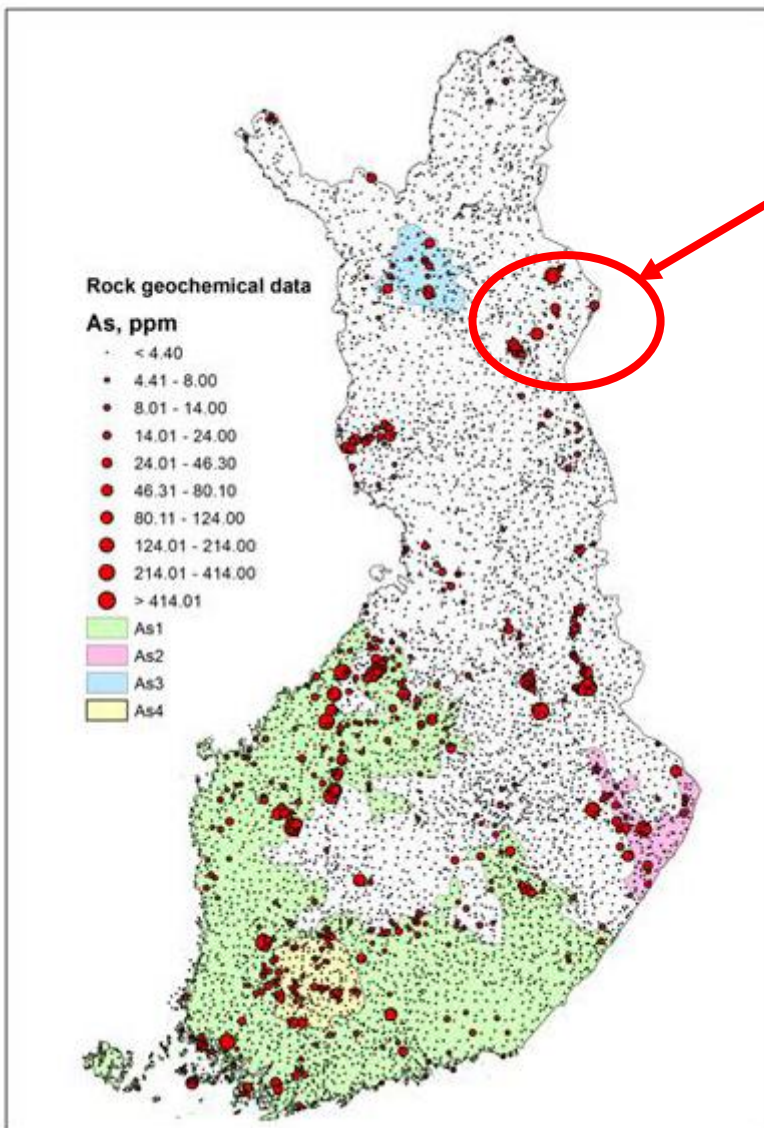 Rock geochemical data
As, ppm
< 4.40
4.41 - 8.00
8.01 - 14.00
14.01 - 24.00
24.01 - 46.30
46.31 - 80.10
80.11 - 124.00
124.01 - 214.00
214.01 - 414.00
> 414.01
As1
As2
As3
As4